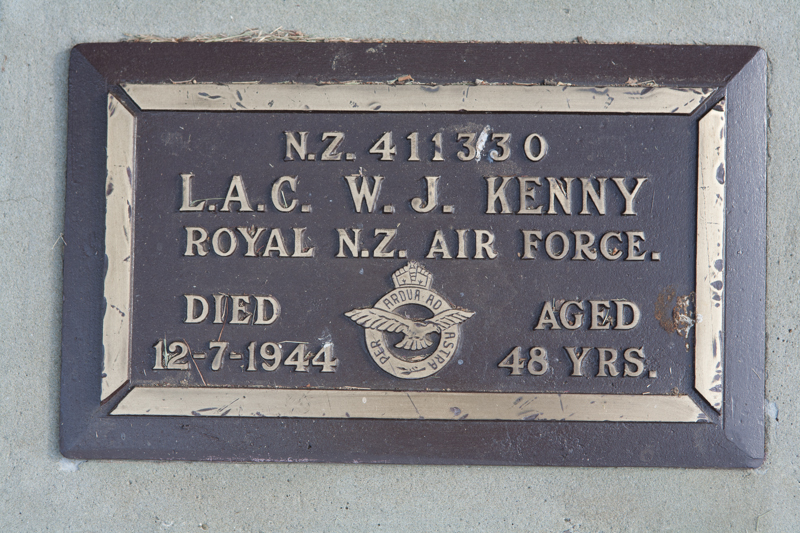 N.Z. 411330
L.A.C. W. J. KENNY
ROYAL N.Z. AIR FORCE.
DIED
12-7-1944
PER ARDUA AD ASTRA
AGED
48 YRS.